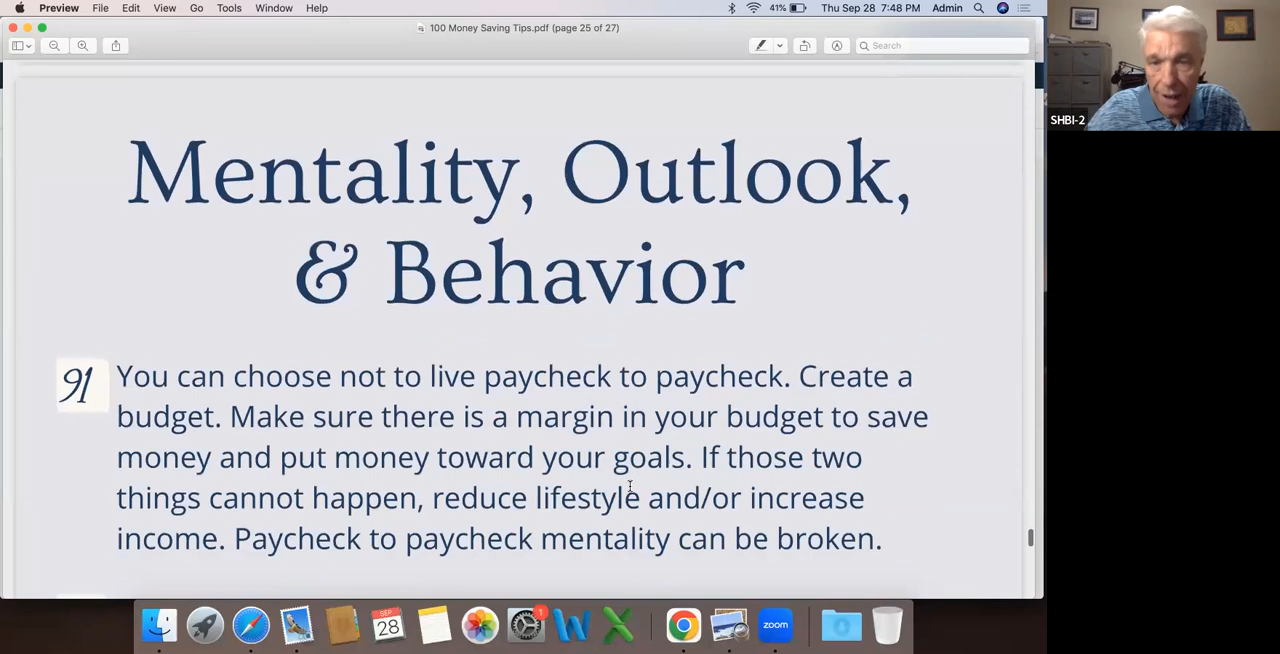 Preview File Edit View Go Tools Window Help 41% Thu Sep 28 7:48 PM Admin
100 Money Saving Tips.pdf (page 25 of 27)
Search
SHBI-2
Mentality, Outlook,
& Behavior
91 You can choose not to live paycheck to paycheck. Create a
budget. Make sure there is a margin in your budget to save
money and put money toward your goals. If those two
things cannot happen, reduce lifestyle and/or increase
income. Paycheck to paycheck mentality can be broken.
SEP
28
1
zoom